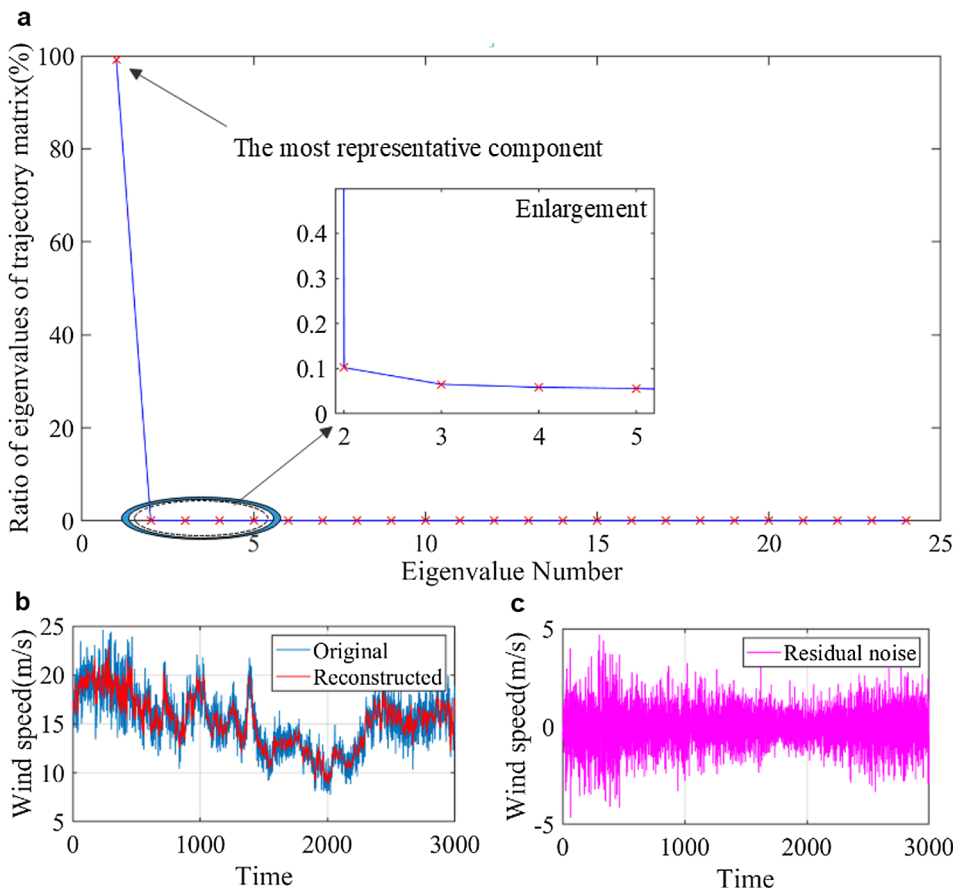 a
Ratio of eigenvalues of trajectory matrix(%)
100
80
60
40
20
0
The most representative component
Enlargement
0.4
0.3
0.2
0.1
0
2 3 4 5
0 5 10 15 20 25
Eigenvalue Number
b
Wind speed(m/s)
25
20
15
10
5
Original
Reconstructed
0 1000 2000 3000
Time
c
Wind speed(m/s)
5
0
-5
Residual noise
0 1000 2000 3000
Time